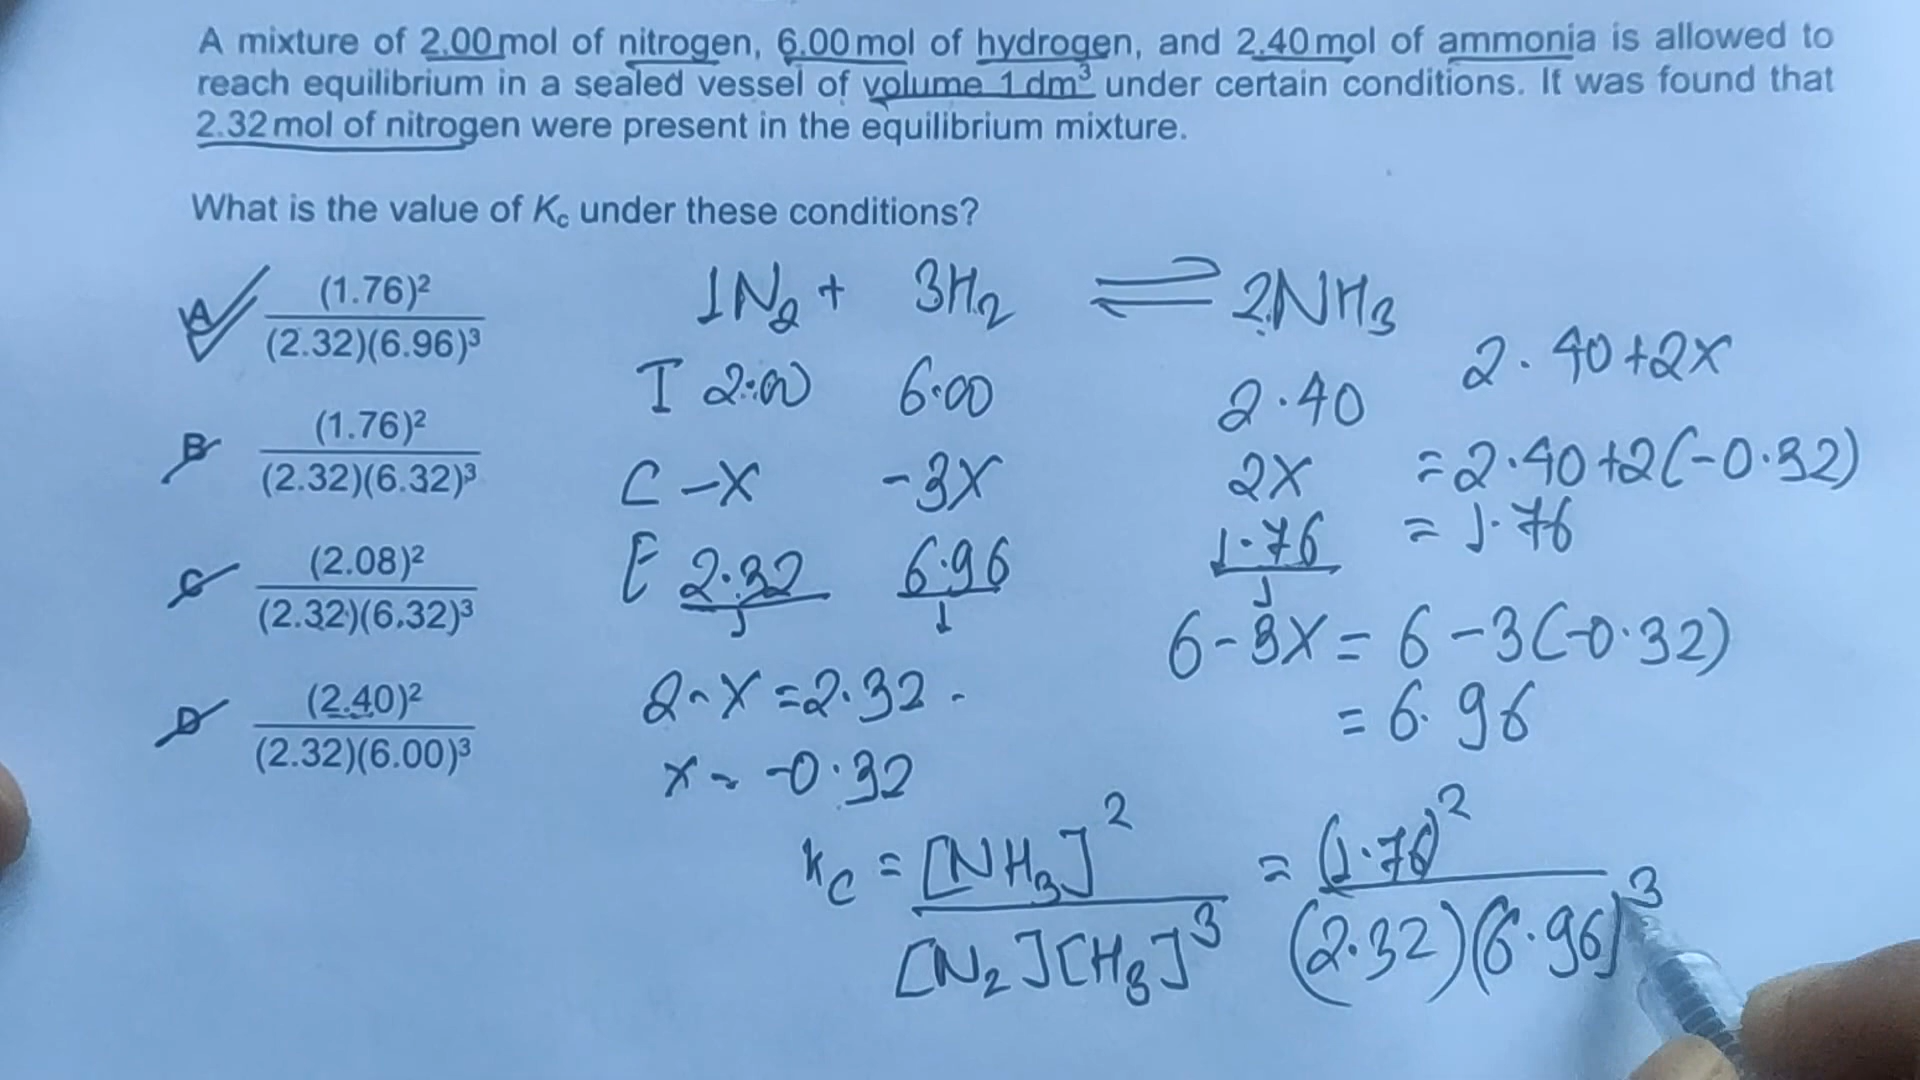 A mixture of 2.00 mol of nitrogen, 6.00 mol of hydrogen, and 2.40 mol of ammonia is allowed to
reach equilibrium in a sealed vessel of volume 1 dm³ under certain conditions. It was found that
2.32 mol of nitrogen were present in the equilibrium mixture.
What is the value of Kc under these conditions?
A (1.76)²
(2.32)(6.96)³
B (1.76)²
(2.32)(6.32)³
C (2.08)²
(2.32)(6.32)³
D (2.40)²
(2.32)(6.00)³
1N₂ + 3H₂ ⇌ 2NH₃
I 2.00 6.00 2.40
C -x -3x 2x
E 2.32 6.96 1.76
2.40+2x
=2.40+2(-0.32)
= 1.76
2-x=2.32
x= -0.32
6-3x = 6-3(-0.32)
= 6.96
Kc = [NH₃]² = (1.76)²
[N₂][H₃]³ (2.32)(6.96)³